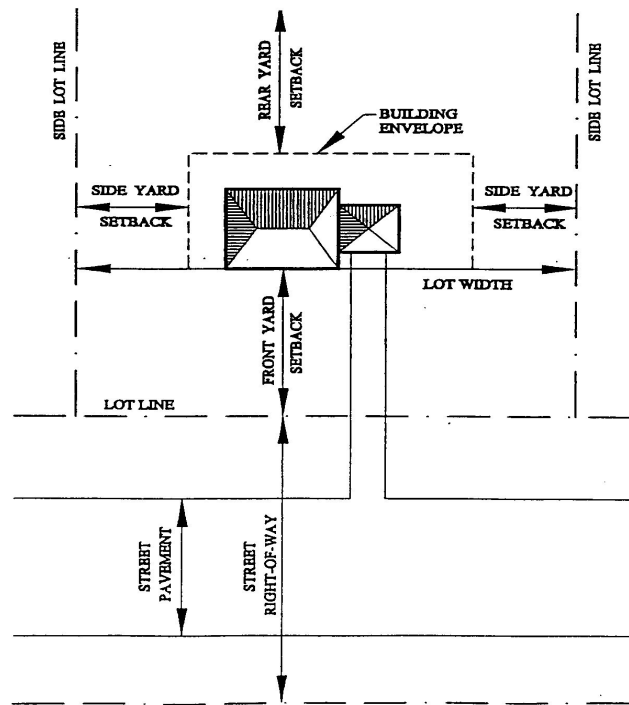 SIDE LOT LINE
REAR YARD
SETBACK
SIDE LOT LINE
BUILDING
ENVELOPE
SIDE YARD
SETBACK
SIDE YARD
SETBACK
LOT WIDTH
FRONT YARD
SETBACK
LOT LINE
STREET
PAVEMENT
STREET
RIGHT-OF-WAY